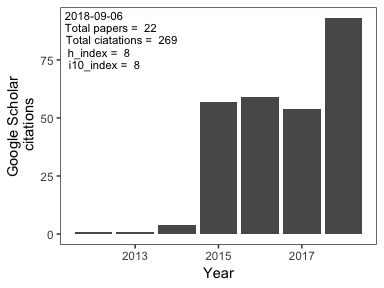 2018-09-06
Total papers = 22
Total ciatations = 269
h_index = 8
i10_index = 8
Google Scholar
citations
75
50
25
0
2013
2015
2017
Year